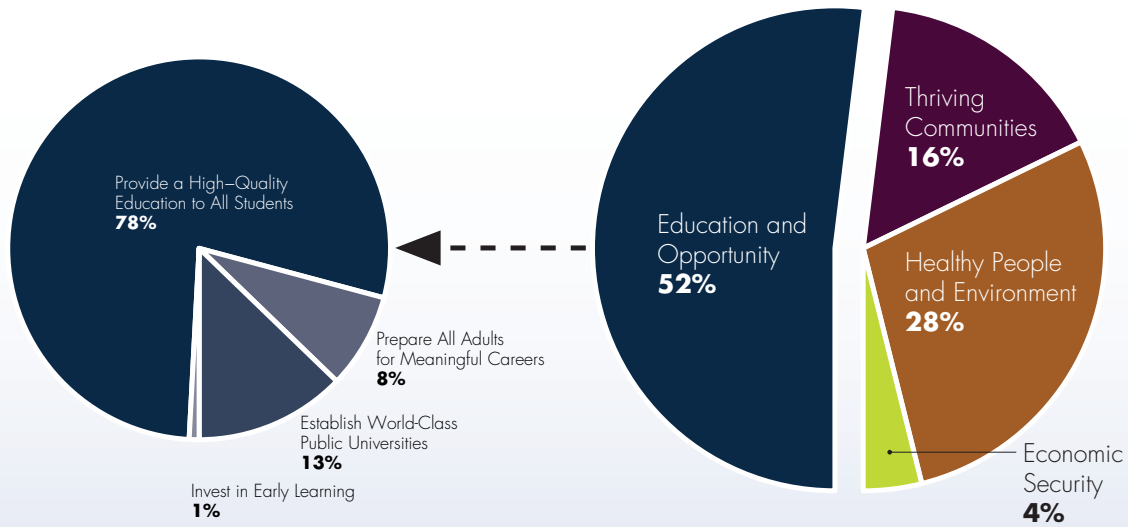 Provide a High–Quality
Education to All Students
78%
Prepare All Adults
for Meaningful Careers
8%
Establish World-Class
Public Universities
13%
Invest in Early Learning
1%
Education and
Opportunity
52%
Thriving
Communities
16%
Healthy People
and Environment
28%
Economic
Security
4%